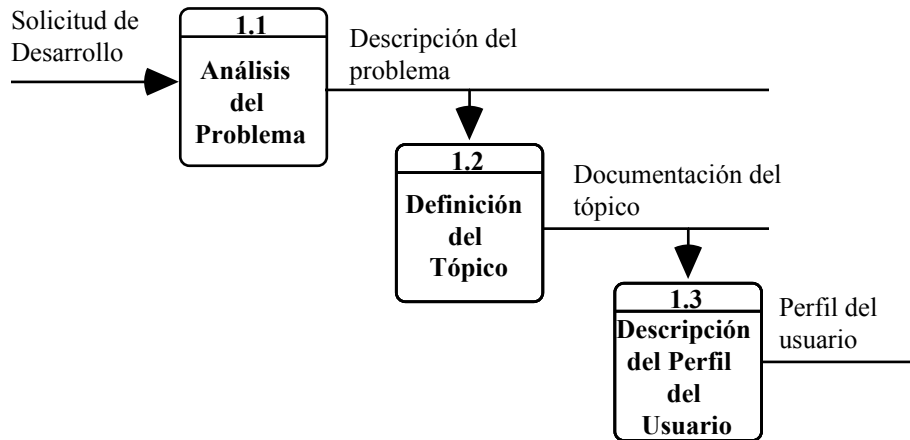 Solicitud de
Desarrollo
1.1
Análisis
del
Problema
Descripción del
problema
1.2
Definición
del
Tópico
Documentación del
tópico
1.3
Descripción
del Perfil
del
Usuario
Perfil del
usuario